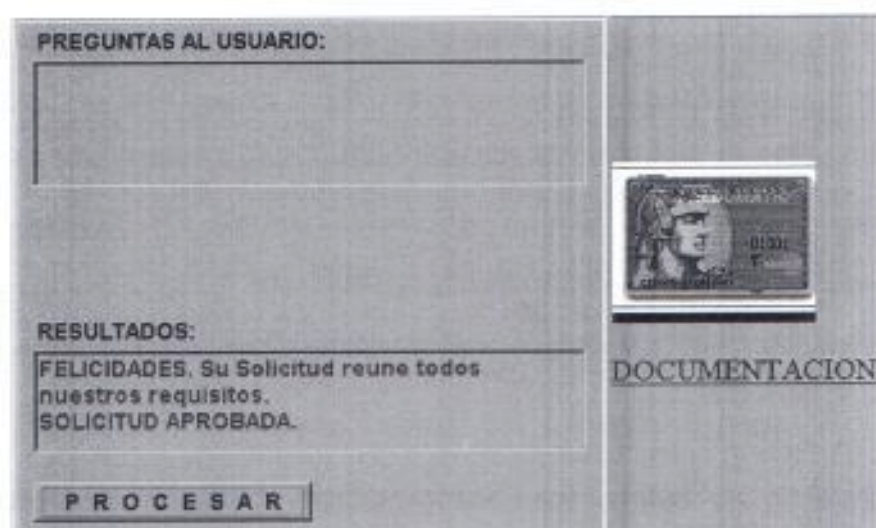 PREGUNTAS AL USUARIO:
RESULTADOS:
FELICIDADES. Su Solicitud reune todos
nuestros requisitos.
SOLICITUD APROBADA.
PROCESAR
DOCUMENTACION